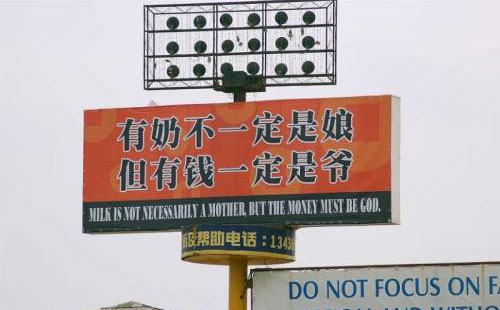 有奶不一定是娘
但有钱一定是爷
MILK IS NOT NECESSARILY A MOTHER, BUT THE MONEY MUST BE GOD.
帮助电话:1343
DO NOT FOCUS ON